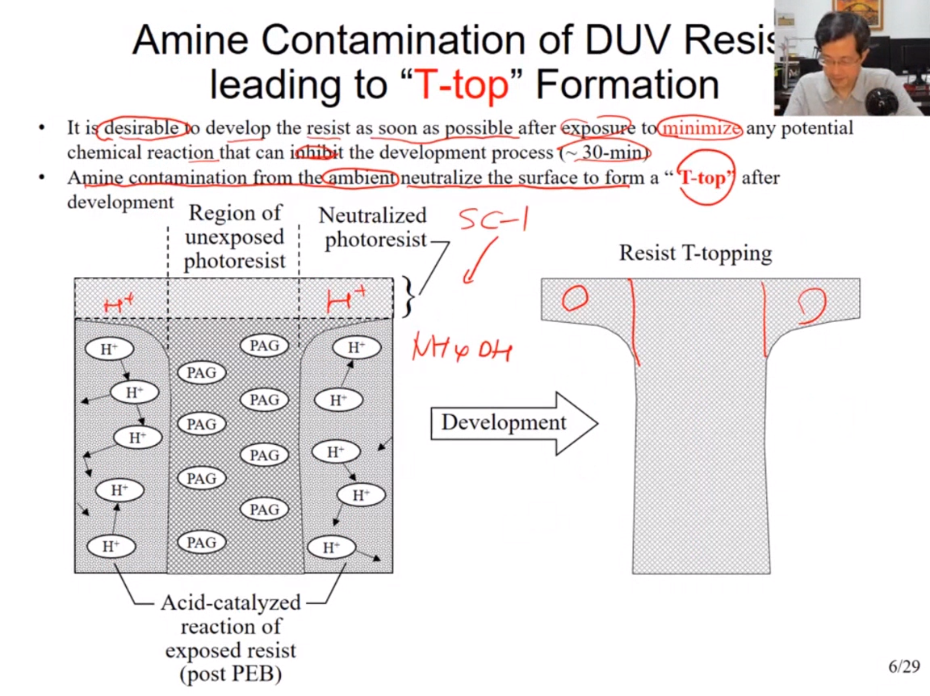 Amine Contamination of DUV Resis
leading to “T-top” Formation
• It is desirable to develop the resist as soon as possible after exposure to minimize any potential
chemical reaction that can inhibit the development process (~ 30-min)
• Amine contamination from the ambient neutralize the surface to form a “T-top” after
development
Region of
unexposed
photoresist
Neutralized
photoresist
SC-1
Resist T-topping
H+
H+
NH4OH
H+
PAG
H+
PAG
H+
PAG
H+
H+
PAG
PAG
H+
PAG
H+
PAG
H+
H+
PAG
H+
PAG
H+
Development
Acid-catalyzed
reaction of
exposed resist
(post PEB)
6/29